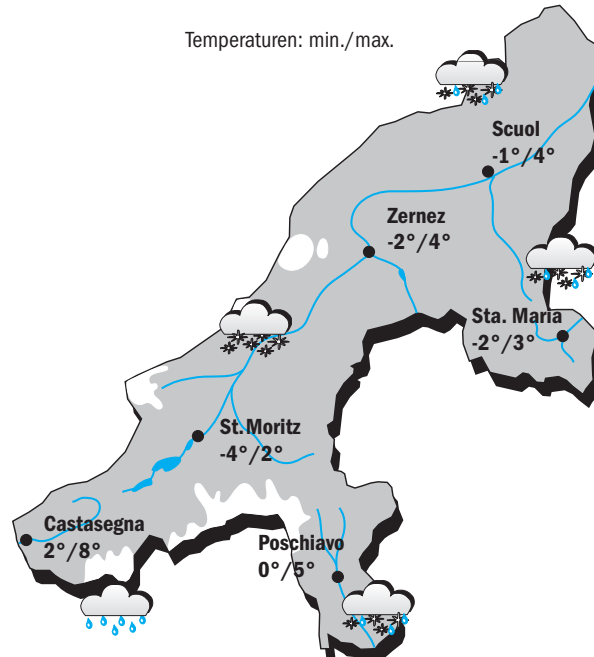 Temperaturen: min./max.
Scuol
-1°/4°
Zernez
-2°/4°
Sta. Maria
-2°/3°
St. Moritz
-4°/2°
Castasegna
2°/8°
Poschiavo
0°/5°